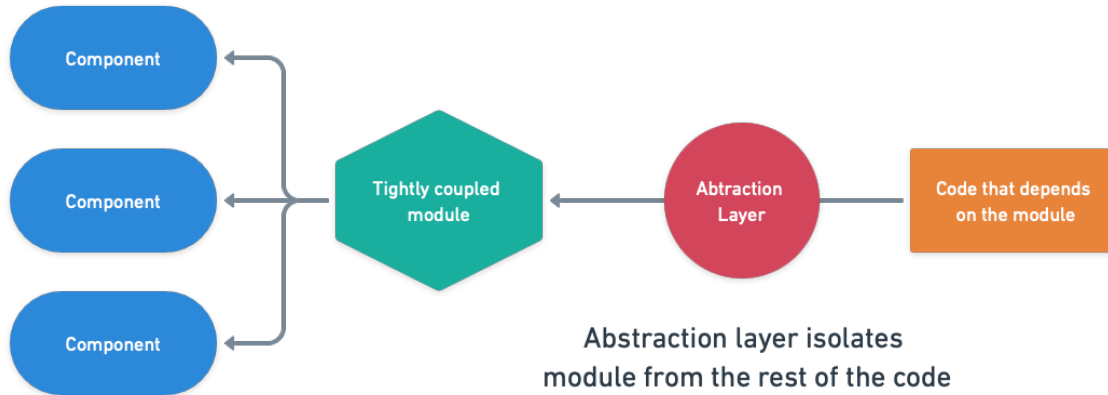 Component
Component
Component
Tightly coupled
module
Abtraction
Layer
Code that depends
on the module
Abstraction layer isolates
module from the rest of the code